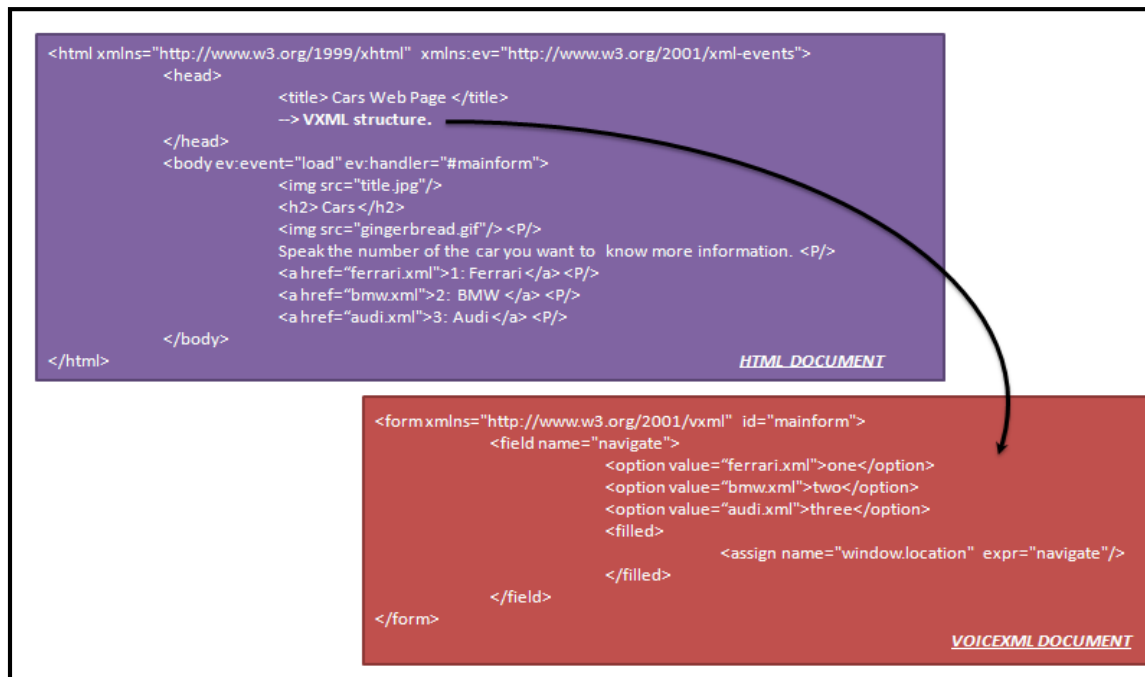 <html xmlns="http://www.w3.org/1999/xhtml" xmlns:ev="http://www.w3.org/2001/xml-events">
<head>
<title> Cars Web Page </title>
--> VXML structure.
</head>
<body ev:event="load" ev:handler="#mainform">
<img src="title.jpg"/>
<h2> Cars </h2>
<img src="gingerbread.gif"/> <P/>
Speak the number of the car you want to know more information. <P/>
<a href=“ferrari.xml">1: Ferrari </a> <P/>
<a href=“bmw.xml">2: BMW </a> <P/>
<a href=“audi.xml">3: Audi </a> <P/>
</body>
</html>
HTML DOCUMENT
<form xmlns="http://www.w3.org/2001/vxml" id="mainform">
<field name="navigate">
<option value=“ferrari.xml">one</option>
<option value=“bmw.xml">two</option>
<option value=“audi.xml">three</option>
<filled>
<assign name="window.location" expr="navigate"/>
</filled>
</field>
</form>
VOICEXML DOCUMENT